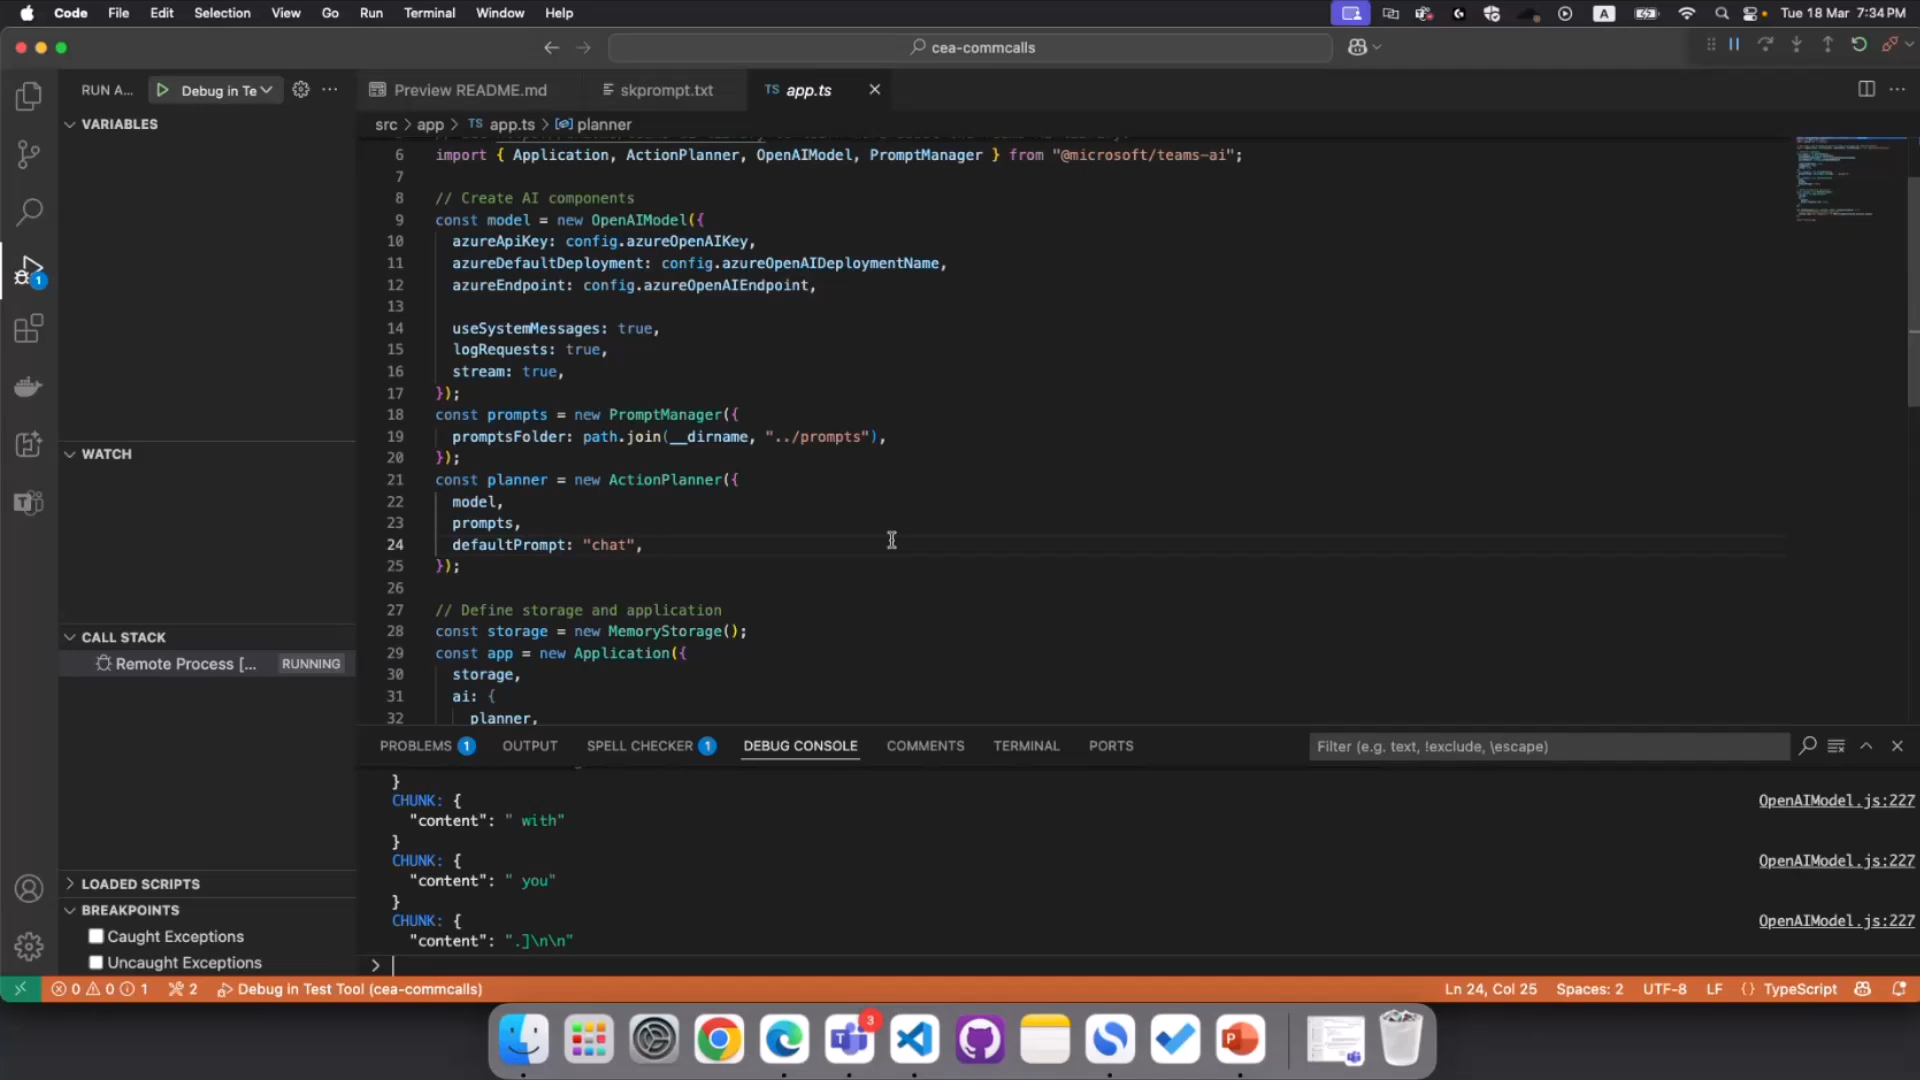 Code File Edit Selection View Go Run Terminal Window Help
A
Tue 18 Mar 7:34 PM
cea-commcalls
RUN A... Debug in Te
Preview README.md skprompt.txt TS app.ts
VARIABLES
src > app > TS app.ts > planner
6 import { Application, ActionPlanner, OpenAIModel, PromptManager } from "@microsoft/teams-ai";
7
8 // Create AI components
9 const model = new OpenAIModel({
10 azureApiKey: config.azureOpenAIKey,
11 azureDefaultDeployment: config.azureOpenAIDeploymentName,
12 azureEndpoint: config.azureOpenAIEndpoint,
13
14 useSystemMessages: true,
15 logRequests: true,
16 stream: true,
17 });
18 const prompts = new PromptManager({
19 promptsFolder: path.join(__dirname, "../prompts"),
20 });
21 const planner = new ActionPlanner({
22 model,
23 prompts,
24 defaultPrompt: "chat",
25 });
26
27 // Define storage and application
28 const storage = new MemoryStorage();
29 const app = new Application({
30 storage,
31 ai: {
32 planner,
1
WATCH
CALL STACK
Remote Process [... RUNNING
LOADED SCRIPTS
BREAKPOINTS
Caught Exceptions
Uncaught Exceptions
PROBLEMS 1 OUTPUT SPELL CHECKER 1 DEBUG CONSOLE COMMENTS TERMINAL PORTS
Filter (e.g. text, !exclude, \escape)
}
CHUNK: { OpenAIModel.js:227
"content": " with"
}
CHUNK: { OpenAIModel.js:227
"content": " you"
}
CHUNK: { OpenAIModel.js:227
"content": ".]\n\n"
>
0 0 1 2 Debug in Test Tool (cea-commcalls) Ln 24, Col 25 Spaces: 2 UTF-8 LF {} TypeScript
3